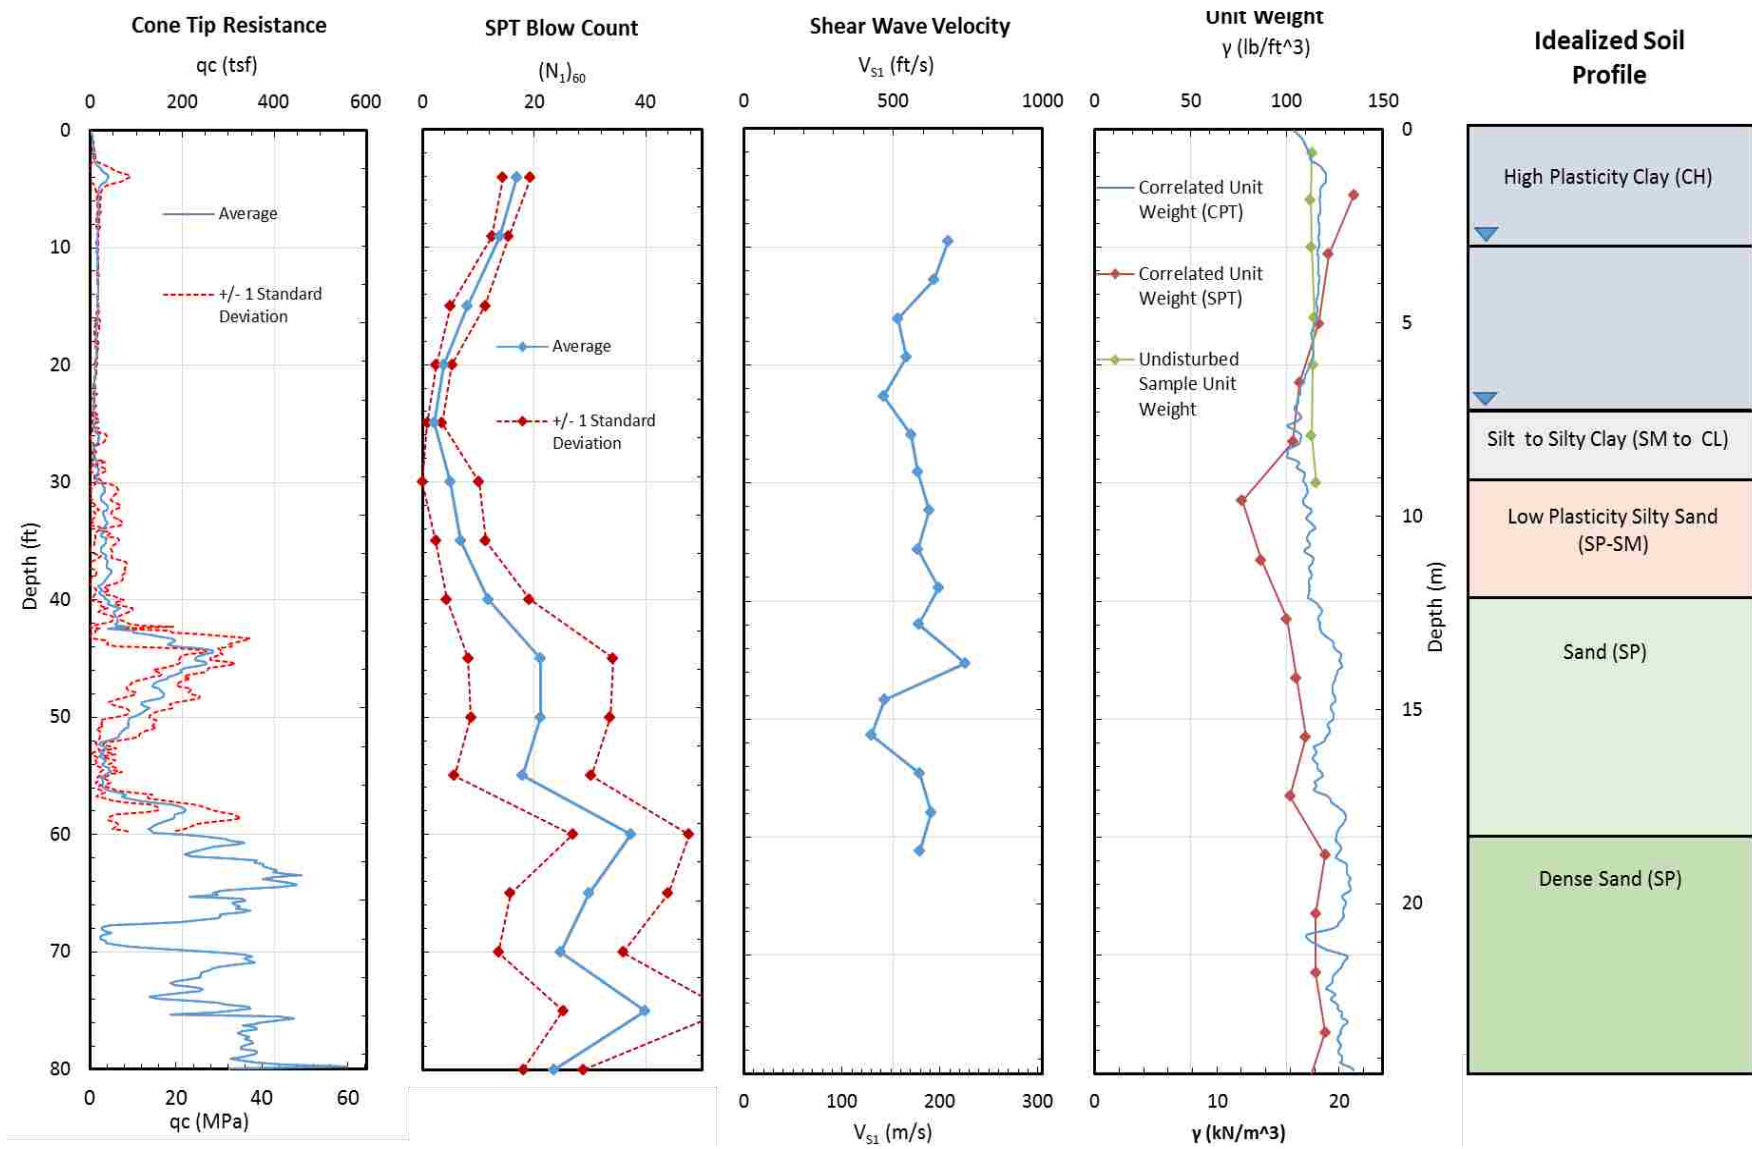 Cone Tip Resistance
qc (tsf)
0 200 400 600
SPT Blow Count
(N1)60
0 20 40
Shear Wave Velocity
VS1 (ft/s)
0 500 1000
Unit Weight
γ (lb/ft^3)
0 50 100 150
Idealized Soil
Profile
Depth (ft)
0
10
20
30
40
50
60
70
80
Average
+/- 1 Standard
Deviation
0 20 40 60
qc (MPa)
Average
+/- 1 Standard
Deviation
0 100 200 300
VS1 (m/s)
Correlated Unit
Weight (CPT)
Correlated Unit
Weight (SPT)
Undisturbed
Sample Unit
Weight
0 10 20
γ (kN/m^3)
0
5
10
15
20
Depth (m)
High Plasticity Clay (CH)
Silt to Silty Clay (SM to CL)
Low Plasticity Silty Sand
(SP-SM)
Sand (SP)
Dense Sand (SP)